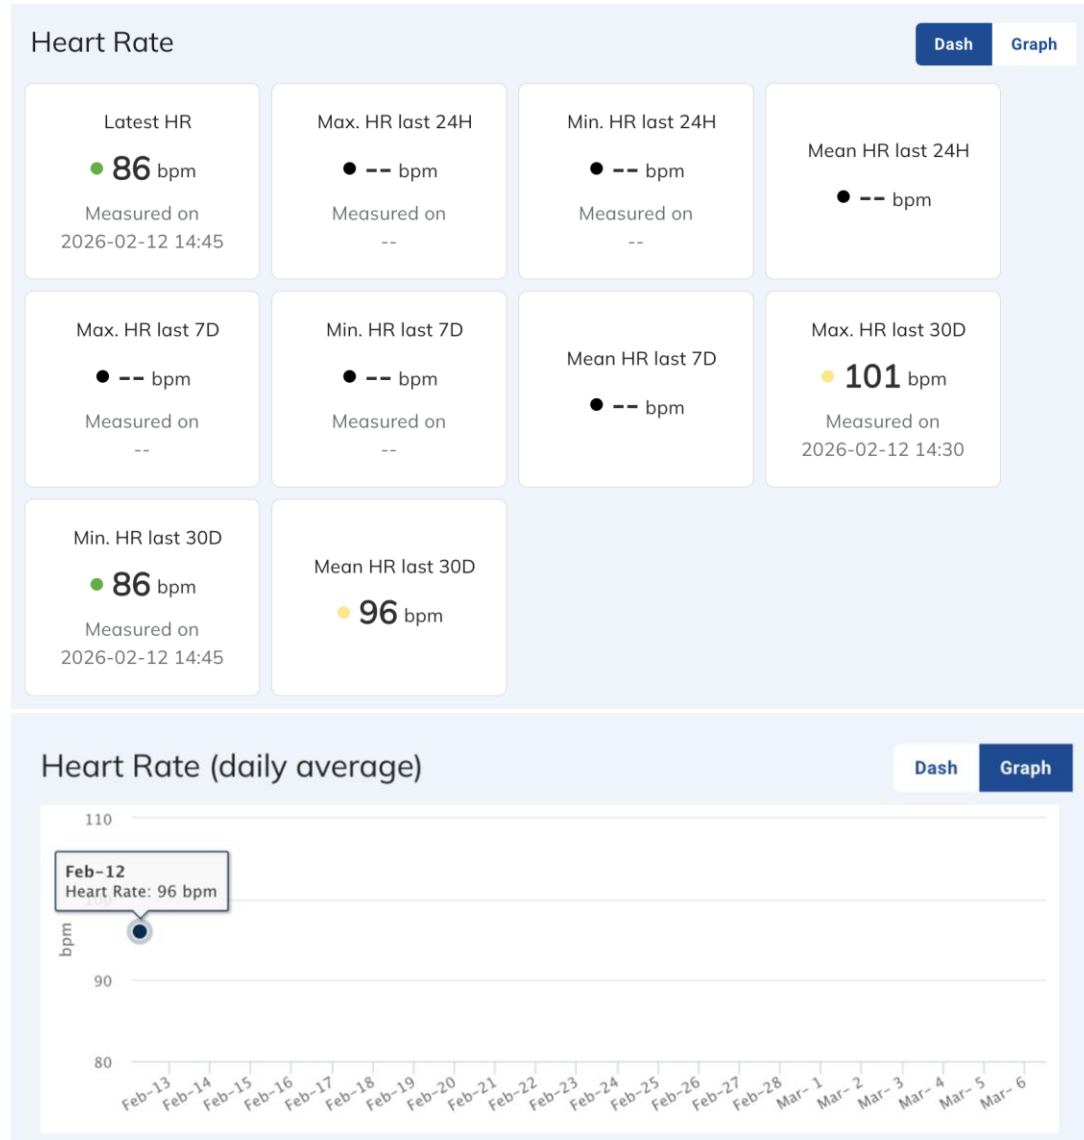 Heart Rate
Dash
Graph
Latest HR
86 bpm
Measured on
2026-02-12 14:45
Max. HR last 24H
-- bpm
Measured on
--
Min. HR last 24H
-- bpm
Measured on
--
Mean HR last 24H
-- bpm
Max. HR last 7D
-- bpm
Measured on
--
Min. HR last 7D
-- bpm
Measured on
--
Mean HR last 7D
-- bpm
Max. HR last 30D
101 bpm
Measured on
2026-02-12 14:30
Min. HR last 30D
86 bpm
Measured on
2026-02-12 14:45
Mean HR last 30D
96 bpm
Heart Rate (daily average)
Dash
Graph
110
Feb-12
Heart Rate: 96 bpm
100
bpm
90
80
Feb-13
Feb-14
Feb-15
Feb-16
Feb-17
Feb-18
Feb-19
Feb-20
Feb-21
Feb-22
Feb-23
Feb-24
Feb-25
Feb-26
Feb-27
Feb-28
Mar- 1
Mar- 2
Mar- 3
Mar- 4
Mar- 5
Mar- 6